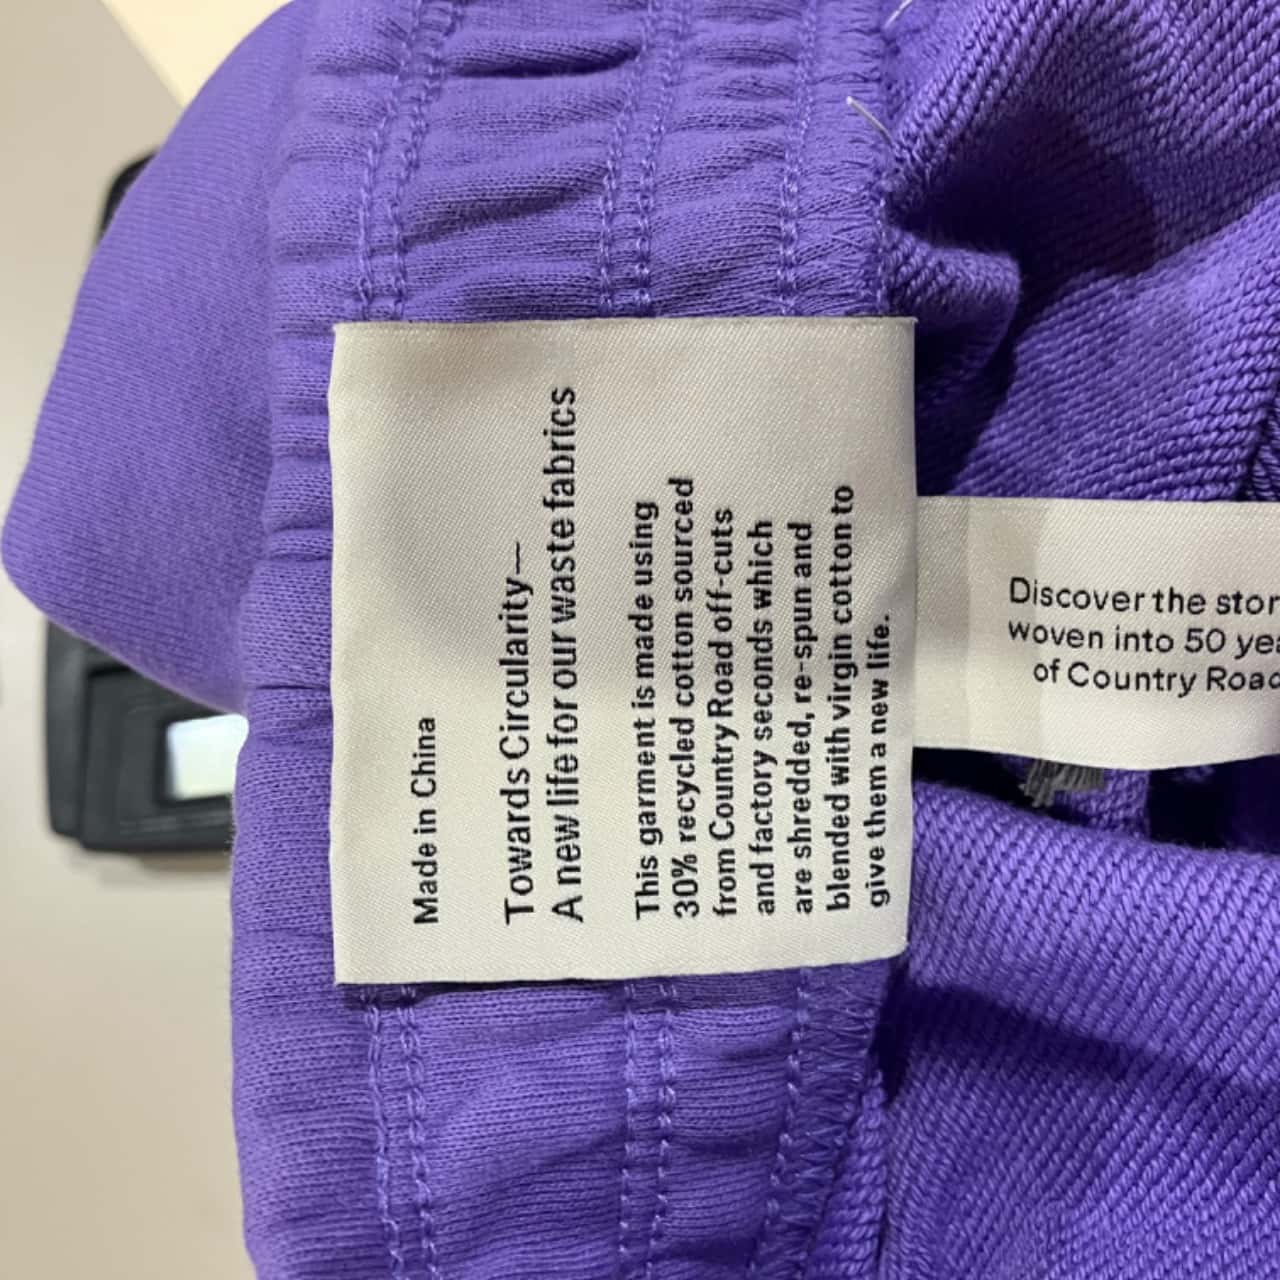 Made in China
Towards Circularity—
A new life for our waste fabrics
This garment is made using
30% recycled cotton sourced
from Country Road off-cuts
and factory seconds which
are shredded, re-spun and
blended with virgin cotton to
give them a new life.
Discover the stor
woven into 50 yea
of Country Road